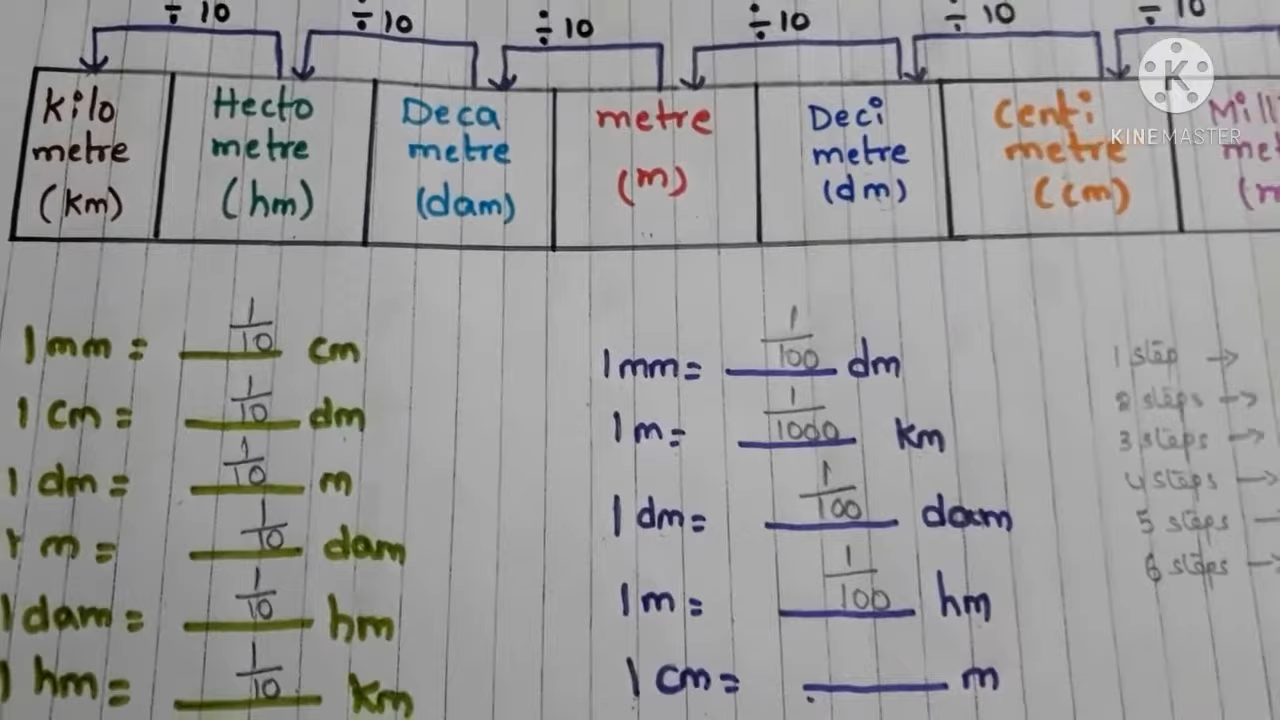 ÷ 10 ÷ 10 ÷ 10 ÷ 10 ÷ 10 ÷ 10
Kilo metre (km)
Hecto metre (hm)
Deca metre (dam)
metre (m)
Deci metre (dm)
Centi metre (cm)
Milli
KINEMASTER
1 mm = 1/10 cm
1 cm = 1/10 dm
1 dm = 1/10 m
1 m = 1/10 dam
1 dam = 1/10 hm
1 hm = 1/10 km
1 mm = 1/100 dm
1 m = 1/1000 km
1 dm = 1/100 dam
1 m = 1/100 hm
1 cm = ____ m
1 step →
2 steps →
3 steps →
4 steps →
5 steps →
6 steps →